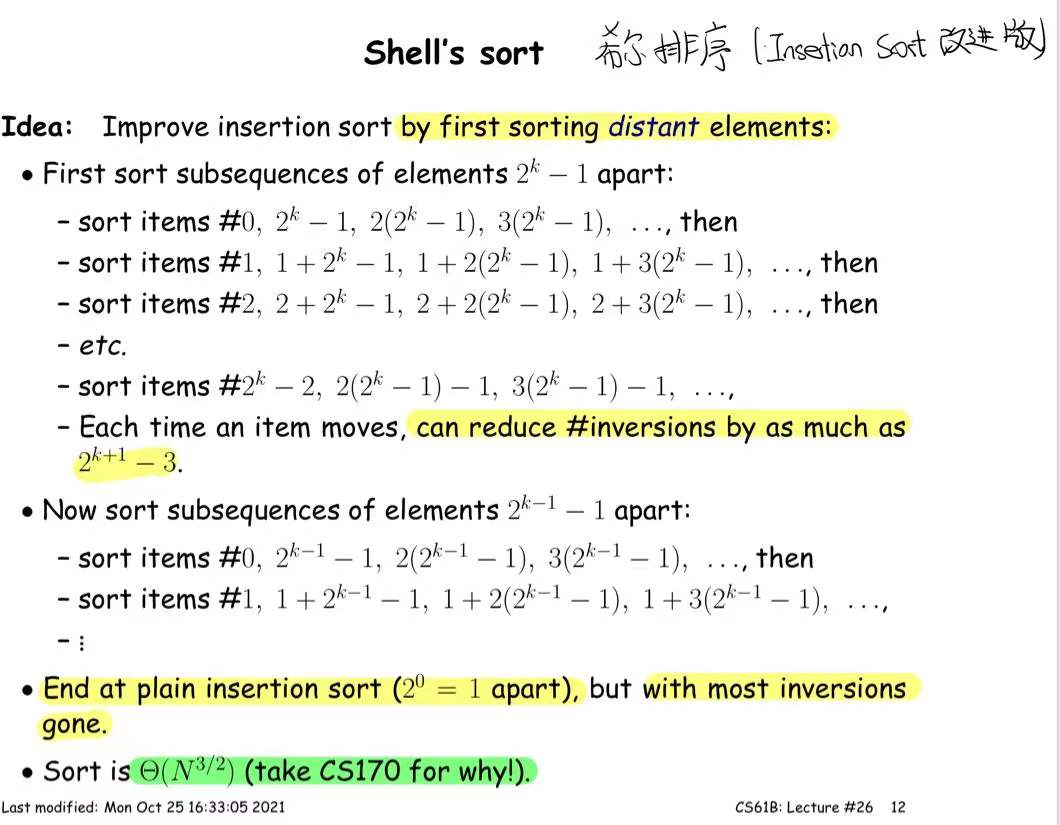 Shell's sort 希尔排序 (Insertion Sort 改进版)
Idea: Improve insertion sort by first sorting distant elements:
• First sort subsequences of elements 2^k − 1 apart:
– sort items #0, 2^k − 1, 2(2^k − 1), 3(2^k − 1), ..., then
– sort items #1, 1 + 2^k − 1, 1 + 2(2^k − 1), 1 + 3(2^k − 1), ..., then
– sort items #2, 2 + 2^k − 1, 2 + 2(2^k − 1), 2 + 3(2^k − 1), ..., then
– etc.
– sort items #2^k − 2, 2(2^k − 1) − 1, 3(2^k − 1) − 1, ...,
– Each time an item moves, can reduce #inversions by as much as
2^{k+1} − 3.
• Now sort subsequences of elements 2^{k−1} − 1 apart:
– sort items #0, 2^{k−1} − 1, 2(2^{k−1} − 1), 3(2^{k−1} − 1), ..., then
– sort items #1, 1 + 2^{k−1} − 1, 1 + 2(2^{k−1} − 1), 1 + 3(2^{k−1} − 1), ...,
– ⋮
• End at plain insertion sort (2^0 = 1 apart), but with most inversions
gone.
• Sort is Θ(N^{3/2}) (take CS170 for why!).
Last modified: Mon Oct 25 16:33:05 2021 CS61B: Lecture #26 12